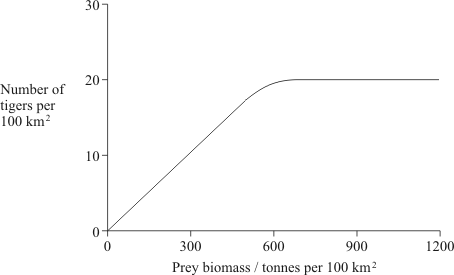 30
20
10
0
Number of
tigers per
100 km²
0 300 600 900 1200
Prey biomass / tonnes per 100 km²